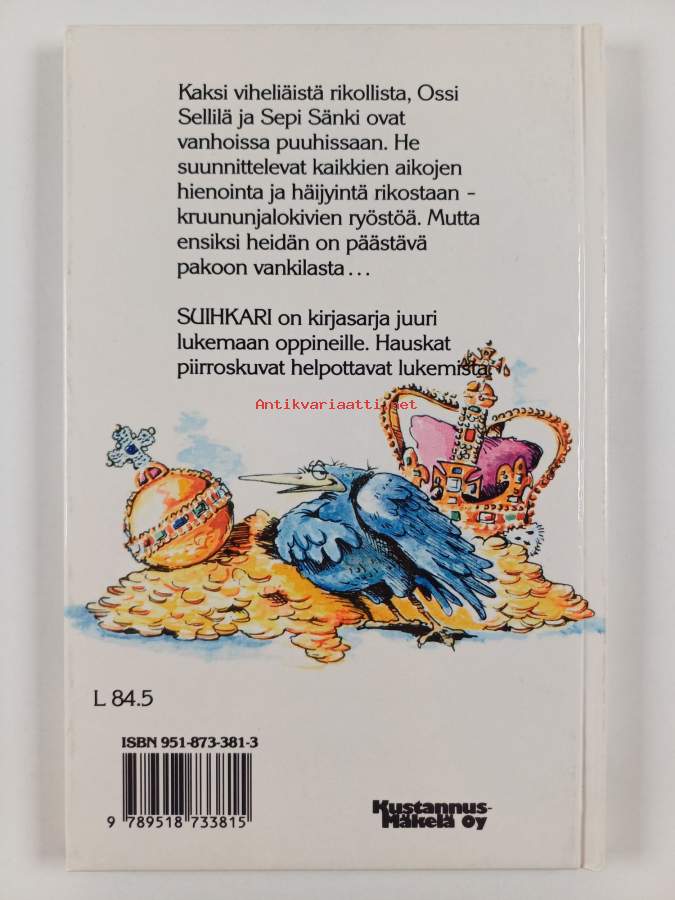 Kaksi viheliäistä rikollista, Ossi
Sellilä ja Sepi Sänki ovat
vanhoissa puuhissaan. He
suunnittelevat kaikkien aikojen
hienointa ja häijyintä rikostaan -
kruununjalokivien ryöstöä. Mutta
ensiksi heidän on päästävä
pakoon vankilasta...
SUIHKARI on kirjasarja juuri
lukemaan oppineille. Hauskat
piirroskuvat helpottavat lukemista.
Antikvariaatti.net
L 84.5
ISBN 951-873-381-3
9 789518 733815
Kustannus-
Mäkelä Oy